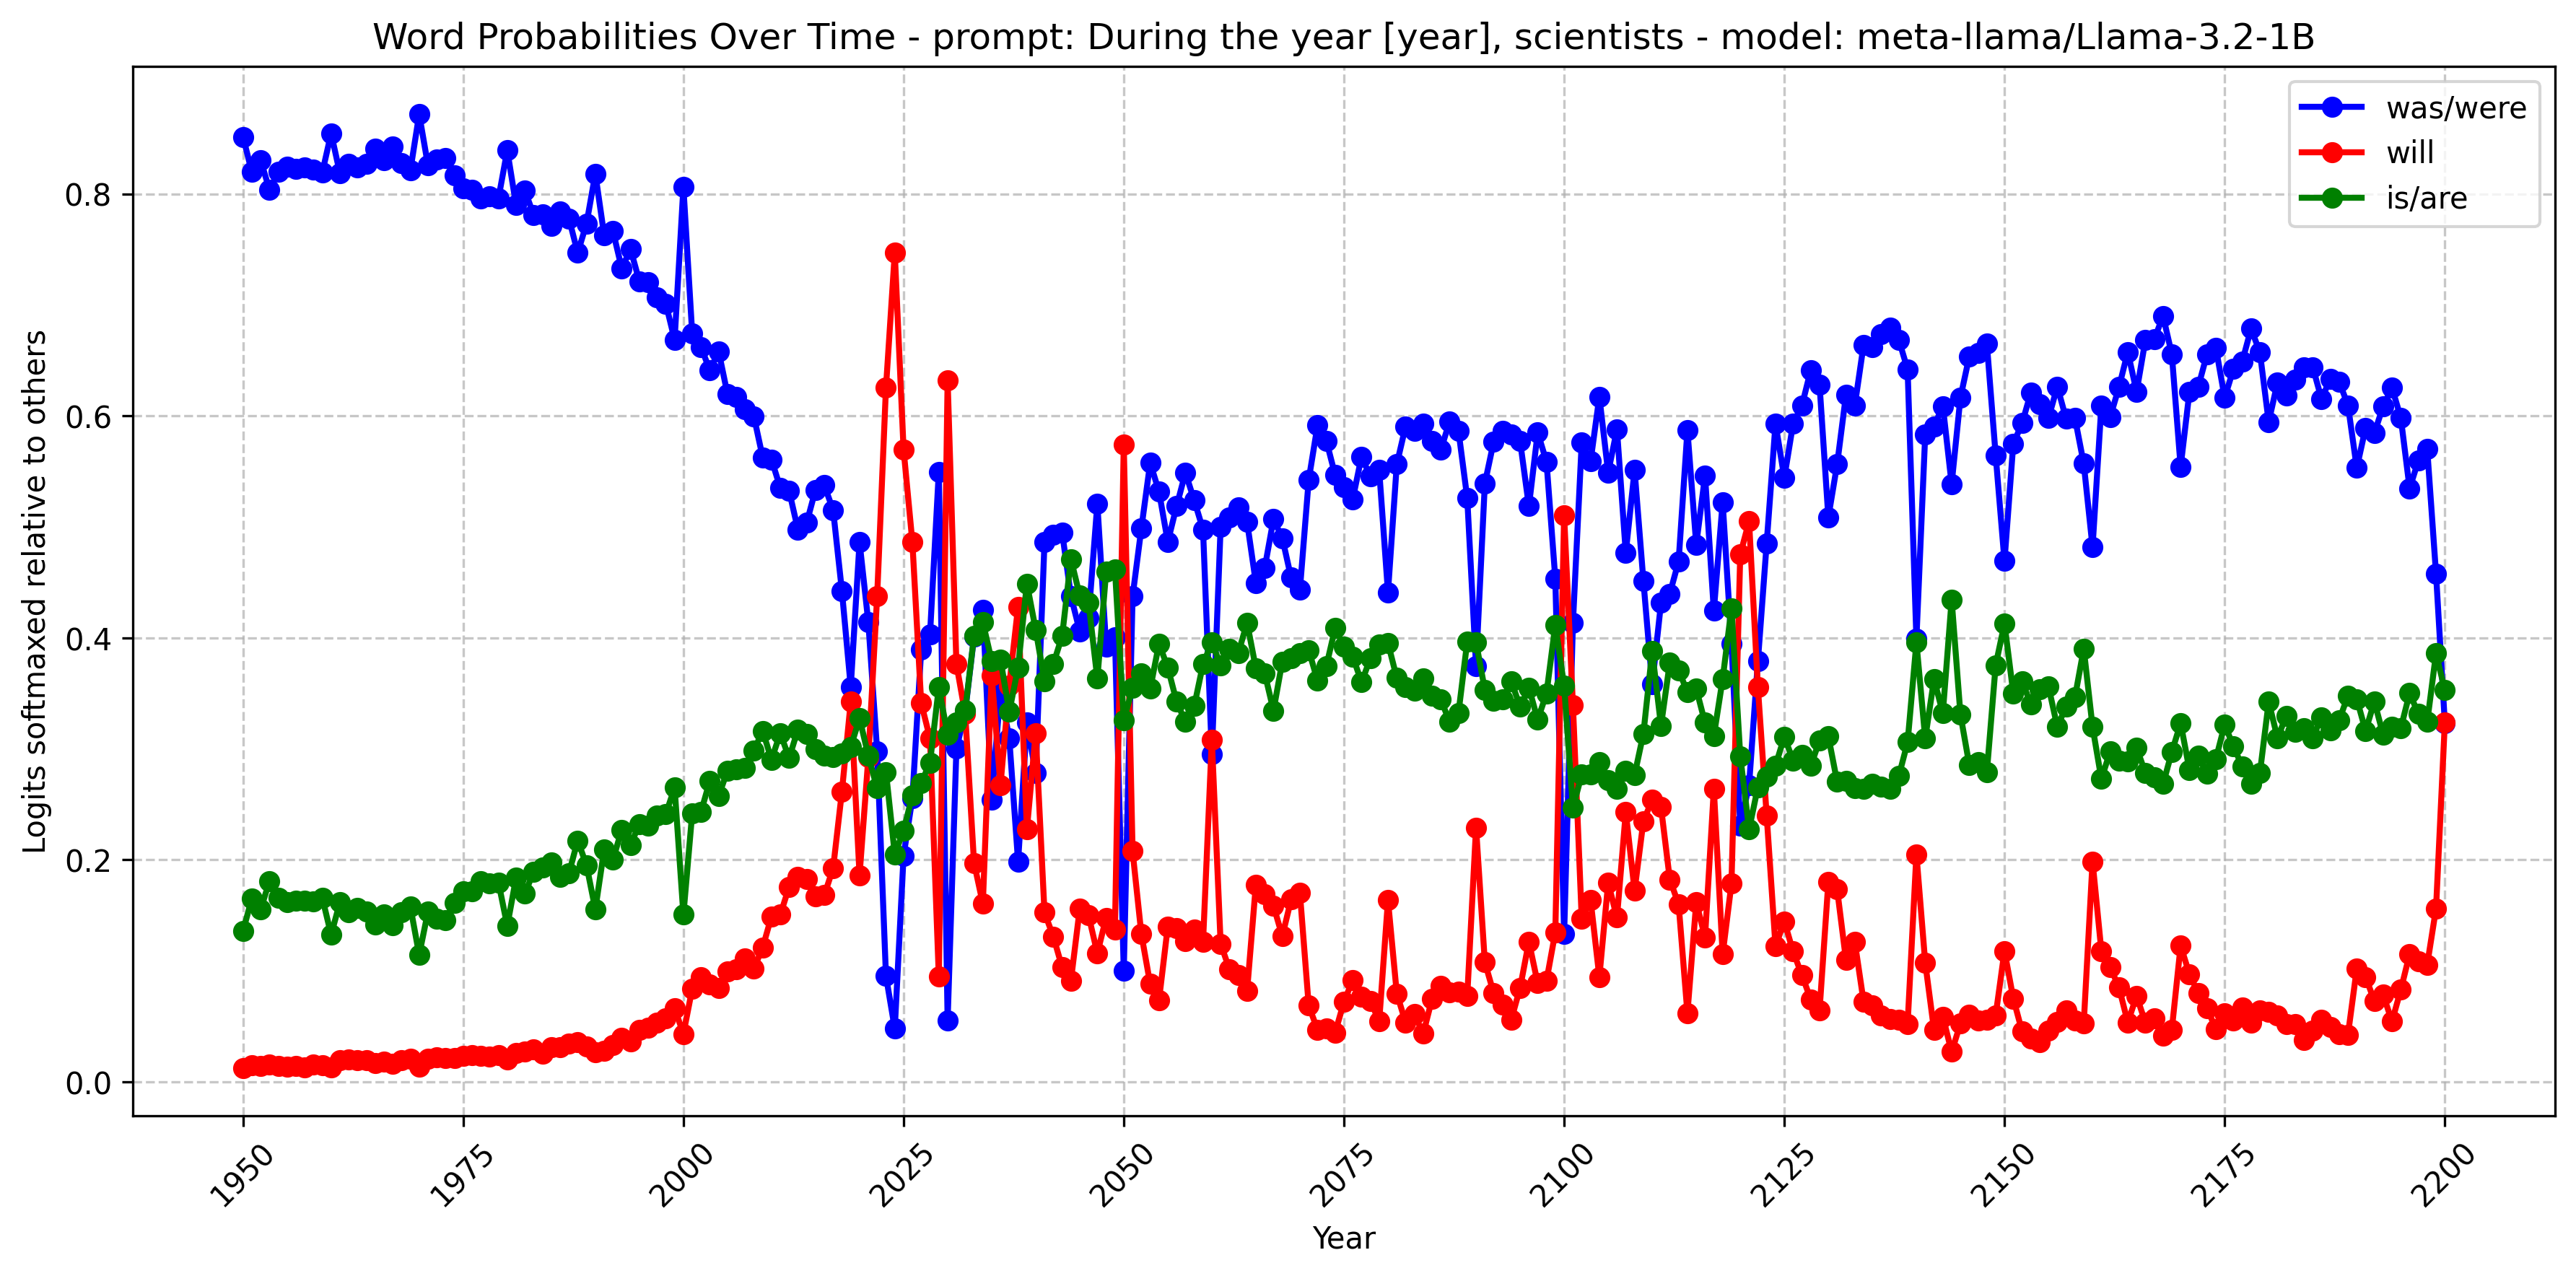 Word Probabilities Over Time - prompt: During the year [year], scientists - model: meta-llama/Llama-3.2-1B
was/were
will
is/are
Logits softmaxed relative to others
0.8
0.6
0.4
0.2
0.0
1950
1975
2000
2025
2050
2075
2100
2125
2150
2175
2200
Year